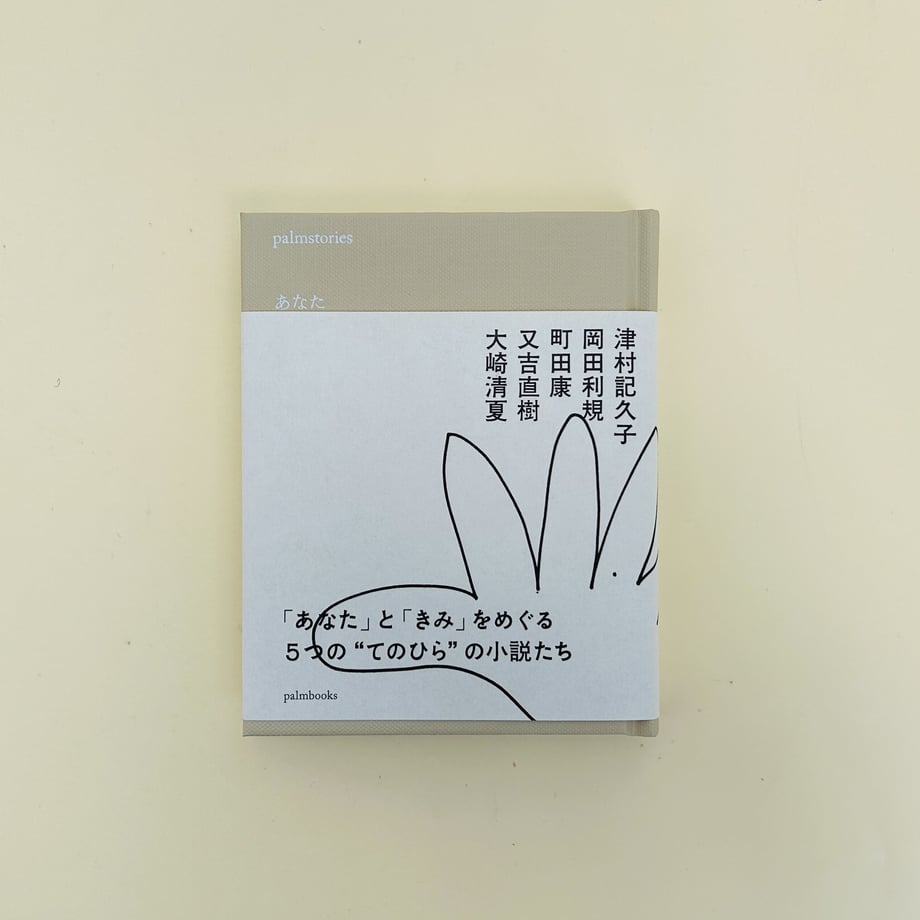 palmstories
あなた
津村記久子
岡田利規
町田康
又吉直樹
大崎清夏
「あなた」と「きみ」をめぐる
5つの“てのひら”の小説たち
palmbooks